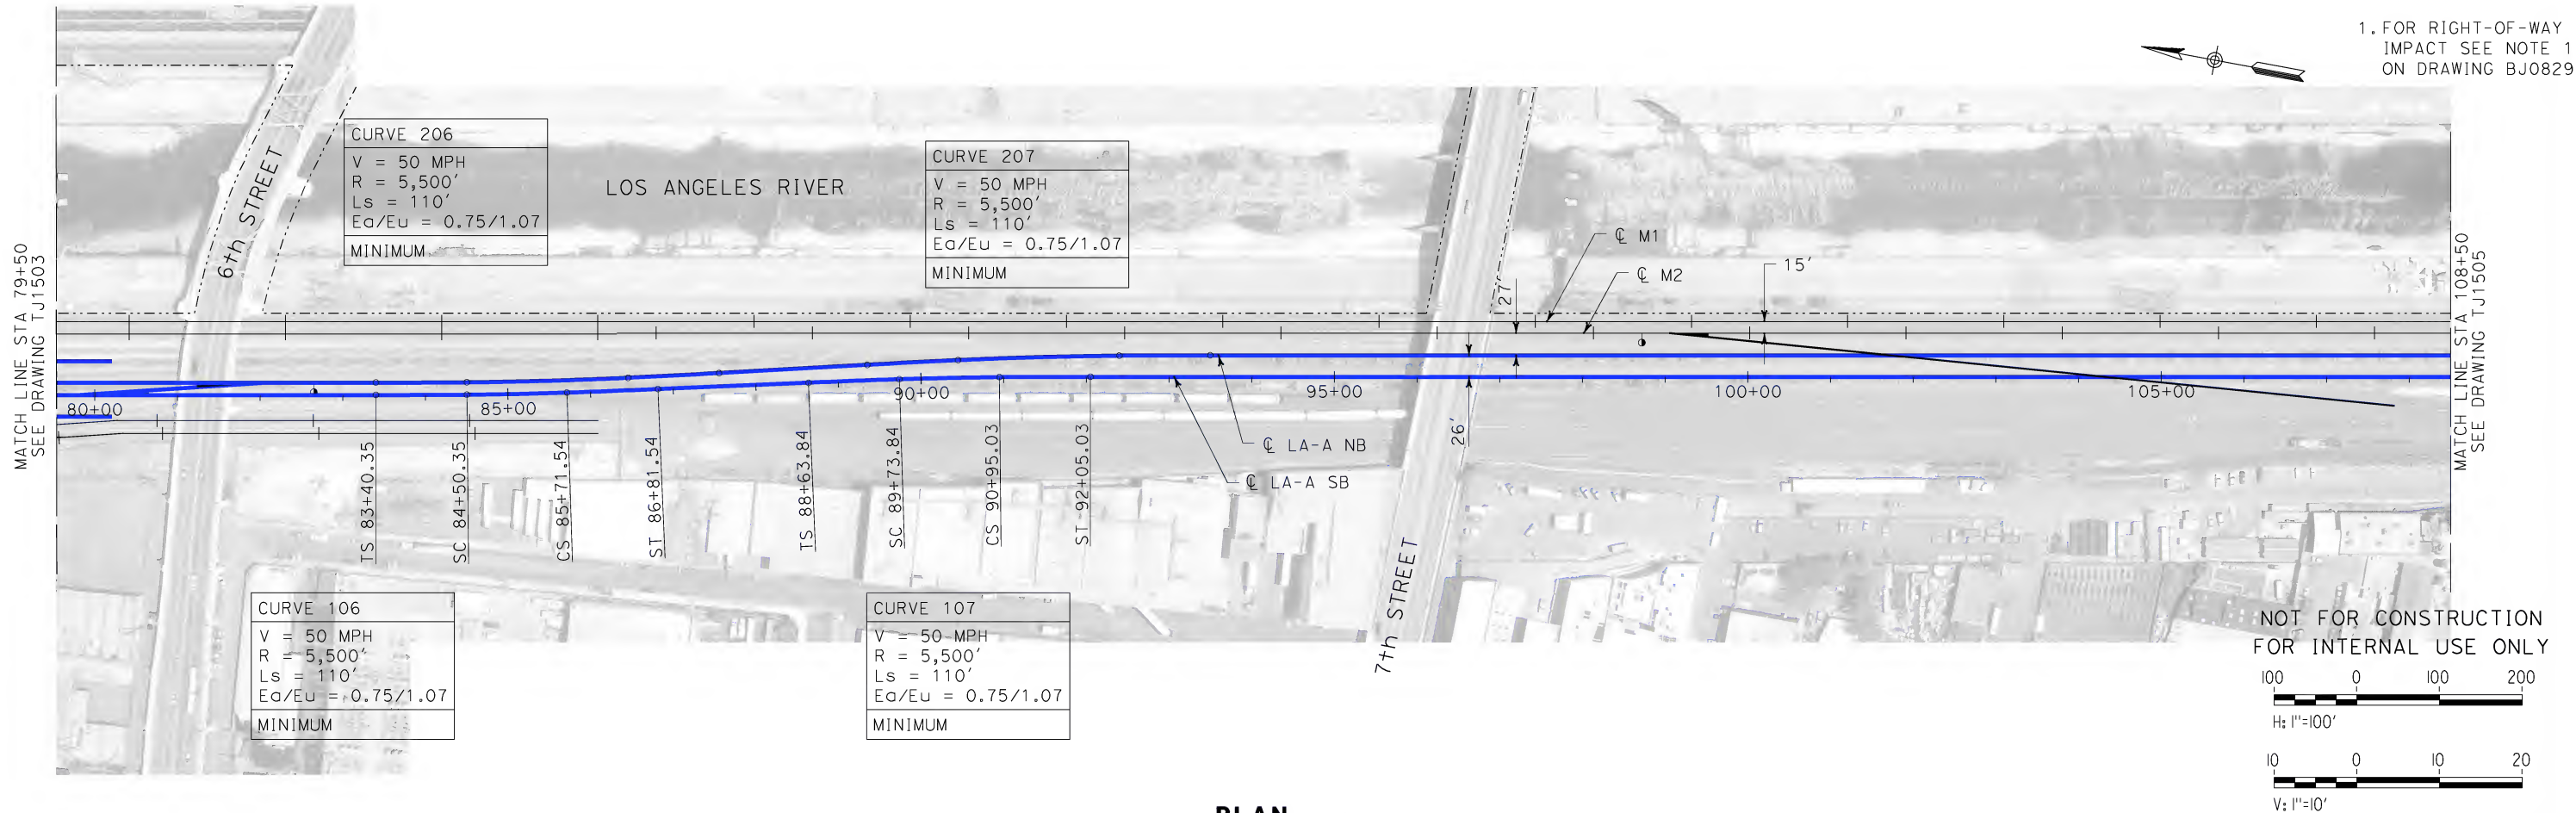 1. FOR RIGHT-OF-WAY
IMPACT SEE NOTE 1
ON DRAWING BJ0829
CURVE 206
V = 50 MPH
R = 5,500'
Ls = 110'
Ea/Eu = 0.75/1.07
MINIMUM
LOS ANGELES RIVER
CURVE 207
V = 50 MPH
R = 5,500'
Ls = 110'
Ea/Eu = 0.75/1.07
MINIMUM
6th STREET
MATCH LINE STA 79+50
SEE DRAWING TJ1503
℄ M1
℄ M2
15'
27'
MATCH LINE STA 108+50
SEE DRAWING TJ1505
80+00
85+00
90+00
95+00
100+00
105+00
26'
℄ LA-A NB
℄ LA-A SB
TS 83+40.35
SC 84+50.35
CS 85+71.54
ST 86+81.54
TS 88+63.84
SC 89+73.84
CS 90+95.03
ST 92+05.03
7th STREET
CURVE 106
V = 50 MPH
R = 5,500'
Ls = 110'
Ea/Eu = 0.75/1.07
MINIMUM
CURVE 107
V = 50 MPH
R = 5,500'
Ls = 110'
Ea/Eu = 0.75/1.07
MINIMUM
NOT FOR CONSTRUCTION
FOR INTERNAL USE ONLY
100 0 100 200
H: 1"=100'
10 0 10 20
V: 1"=10'
PLAN